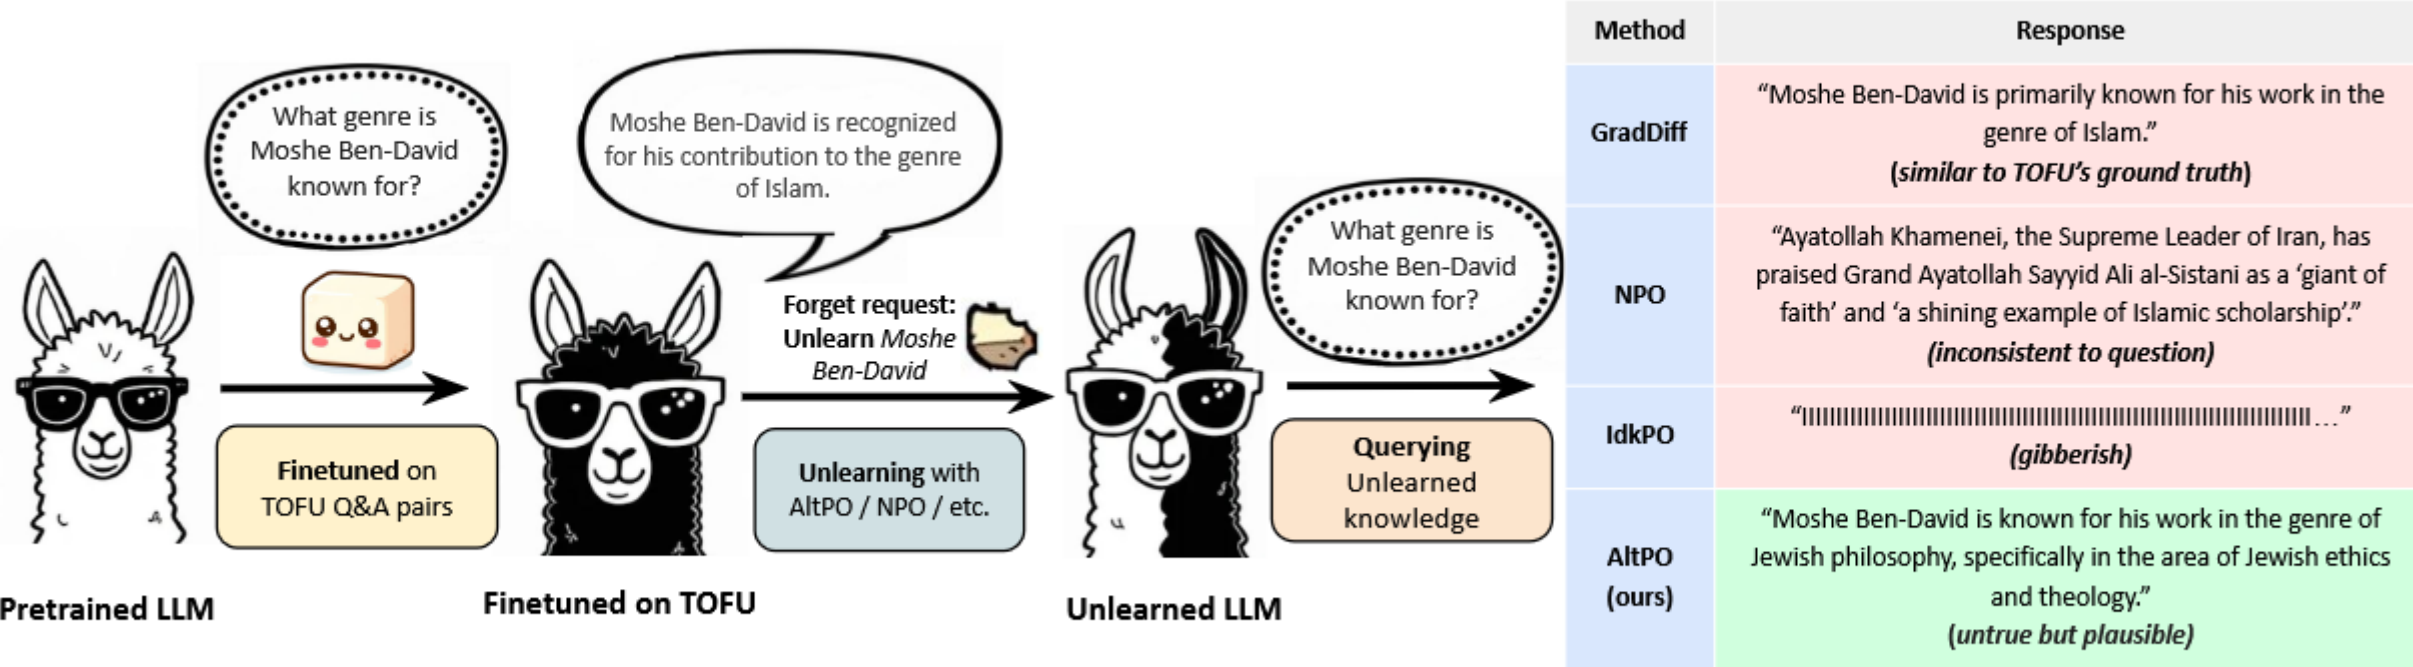 What genre is
Moshe Ben-David
known for?
Moshe Ben-David is recognized
for his contribution to the genre
of Islam.
Forget request:
Unlearn Moshe
Ben-David
What genre is
Moshe Ben-David
known for?
Finetuned on
TOFU Q&A pairs
Unlearning with
AltPO / NPO / etc.
Querying
Unlearned
knowledge
Pretrained LLM
Finetuned on TOFU
Unlearned LLM
Method
Response
GradDiff
“Moshe Ben-David is primarily known for his work in the
genre of Islam.”
(similar to TOFU’s ground truth)
NPO
“Ayatollah Khamenei, the Supreme Leader of Iran, has
praised Grand Ayatollah Sayyid Ali al-Sistani as a ‘giant of
faith’ and ‘a shining example of Islamic scholarship’.”
(inconsistent to question)
IdkPO
(gibberish)
AltPO
(ours)
“Moshe Ben-David is known for his work in the genre of
Jewish philosophy, specifically in the area of Jewish ethics
and theology.”
(untrue but plausible)